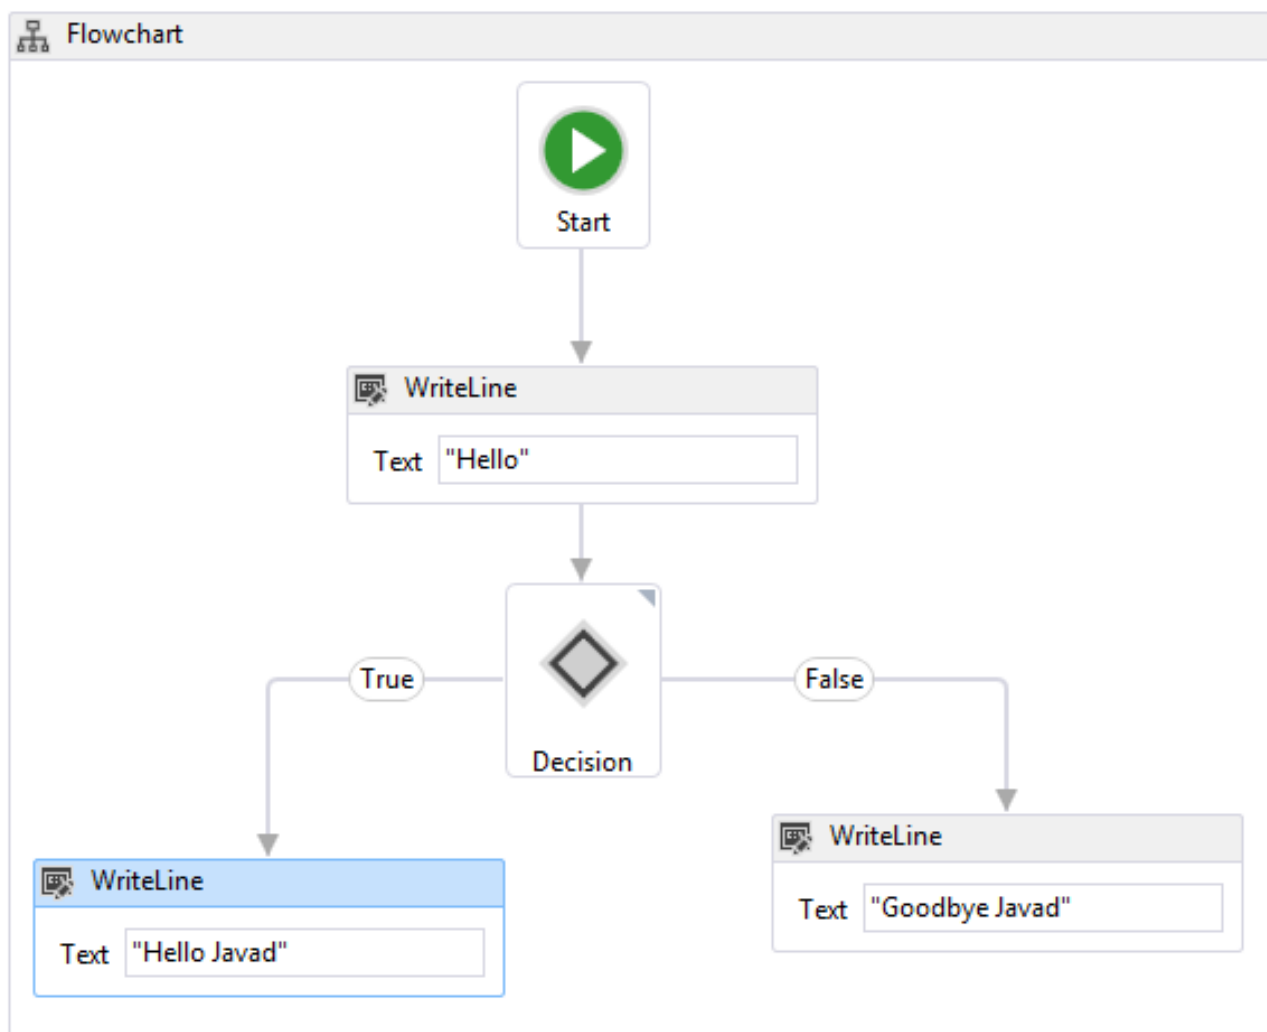 Flowchart
Start
WriteLine
Text "Hello"
True
False
Decision
WriteLine
Text "Goodbye Javad"
WriteLine
Text "Hello Javad"